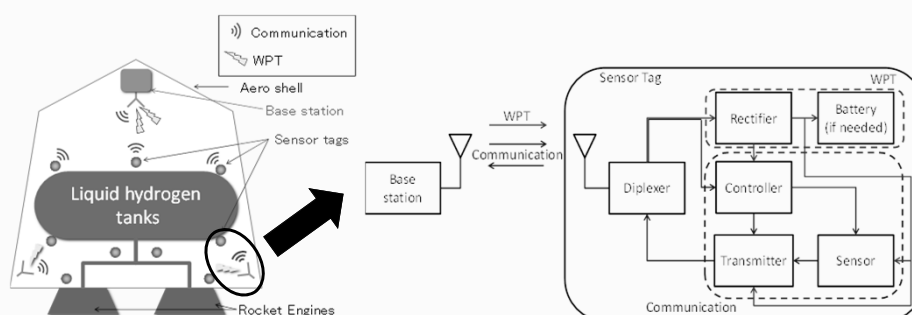 Communication
WPT
Aero shell
Base station
Sensor tags
Liquid hydrogen
tanks
Rocket Engines
Base
station
WPT
Communication
Sensor Tag
WPT
Rectifier
Battery
(if needed)
Diplexer
Controller
Transmitter
Sensor
Communication